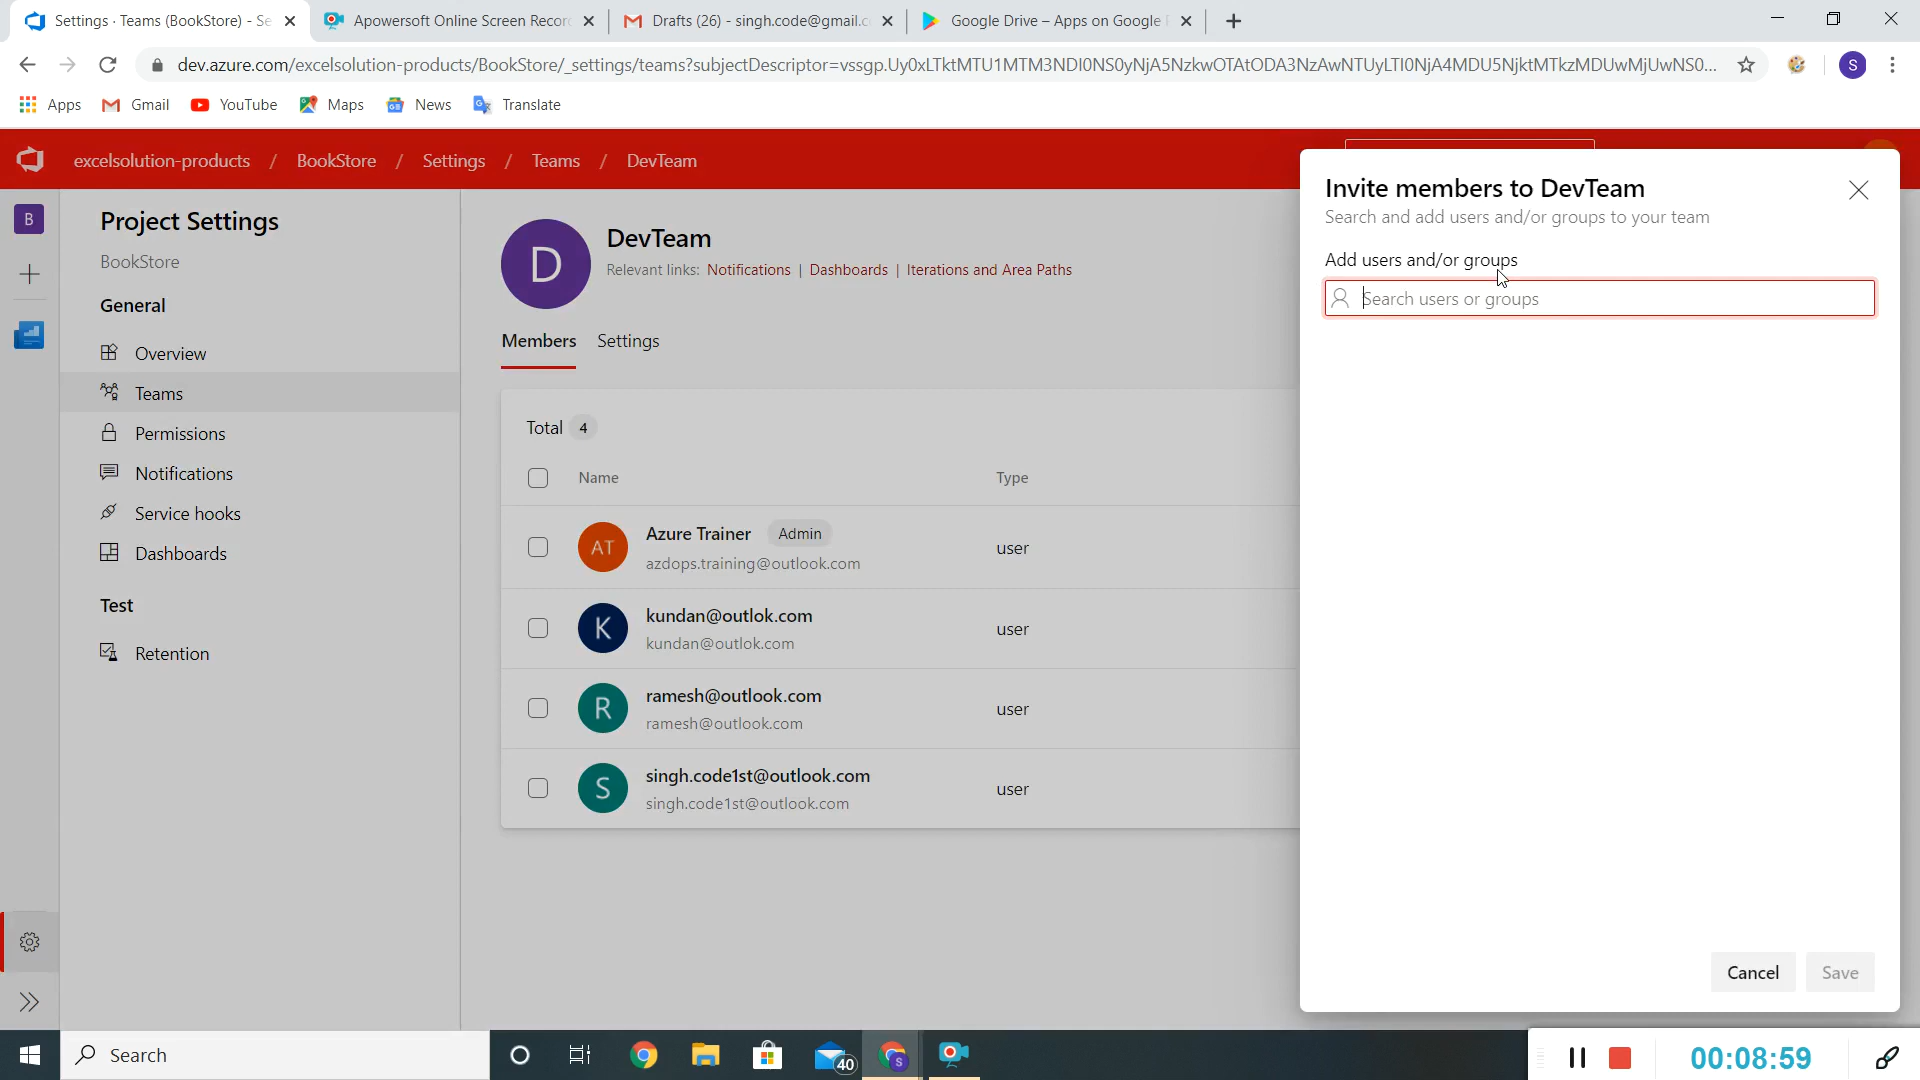 Settings · Teams (BookStore) - Se
Apowersoft Online Screen Recor
Drafts (26) - singh.code@gmail.c
Google Drive – Apps on Google P
dev.azure.com/excelsolution-products/BookStore/_settings/teams?subjectDescriptor=vssgp.Uy0xLTktMTU1MTM3NDI0NS0yNjA5NzkwOTAtODA3NzAwNTUyLTI0NjA4MDU5NjktMTkzMDUwMjUwNS0...
S
Apps
Gmail
YouTube
Maps
News
Translate
excelsolution-products / BookStore / Settings / Teams / DevTeam
B
Project Settings
BookStore
General
Overview
Teams
Permissions
Notifications
Service hooks
Dashboards
Test
Retention
D
DevTeam
Relevant links: Notifications | Dashboards | Iterations and Area Paths
Members
Settings
Total 4
Name
Type
AT
Azure Trainer Admin
azdops.training@outlook.com
user
K
kundan@outlok.com
kundan@outlok.com
user
R
ramesh@outlook.com
ramesh@outlook.com
user
S
singh.code1st@outlook.com
singh.code1st@outlook.com
user
Invite members to DevTeam
Search and add users and/or groups to your team
Add users and/or groups
Search users or groups
Cancel
Save
Search
40
S
00:08:59